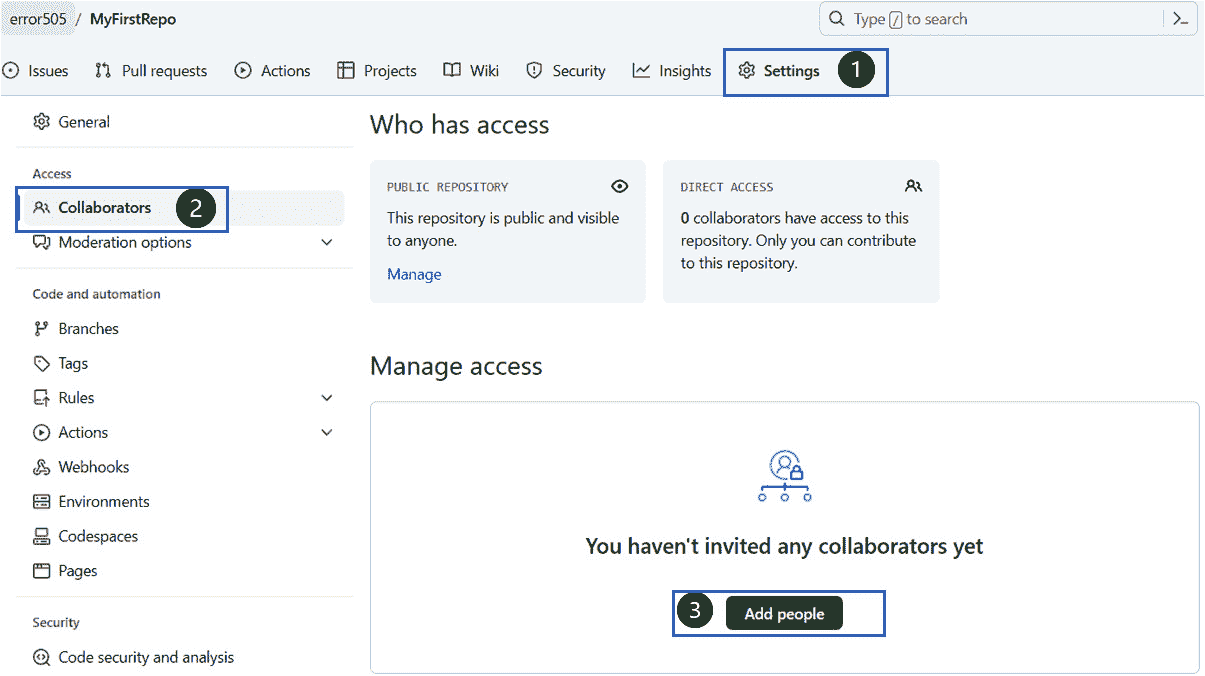 error505 / MyFirstRepo
Type / to search
Issues Pull requests Actions Projects Wiki Security Insights Settings 1
General
Access
Collaborators 2
Moderation options
Code and automation
Branches
Tags
Rules
Actions
Webhooks
Environments
Codespaces
Pages
Security
Code security and analysis
Who has access
PUBLIC REPOSITORY
This repository is public and visible
to anyone.
Manage
DIRECT ACCESS
0 collaborators have access to this
repository. Only you can contribute
to this repository.
Manage access
You haven't invited any collaborators yet
3 Add people